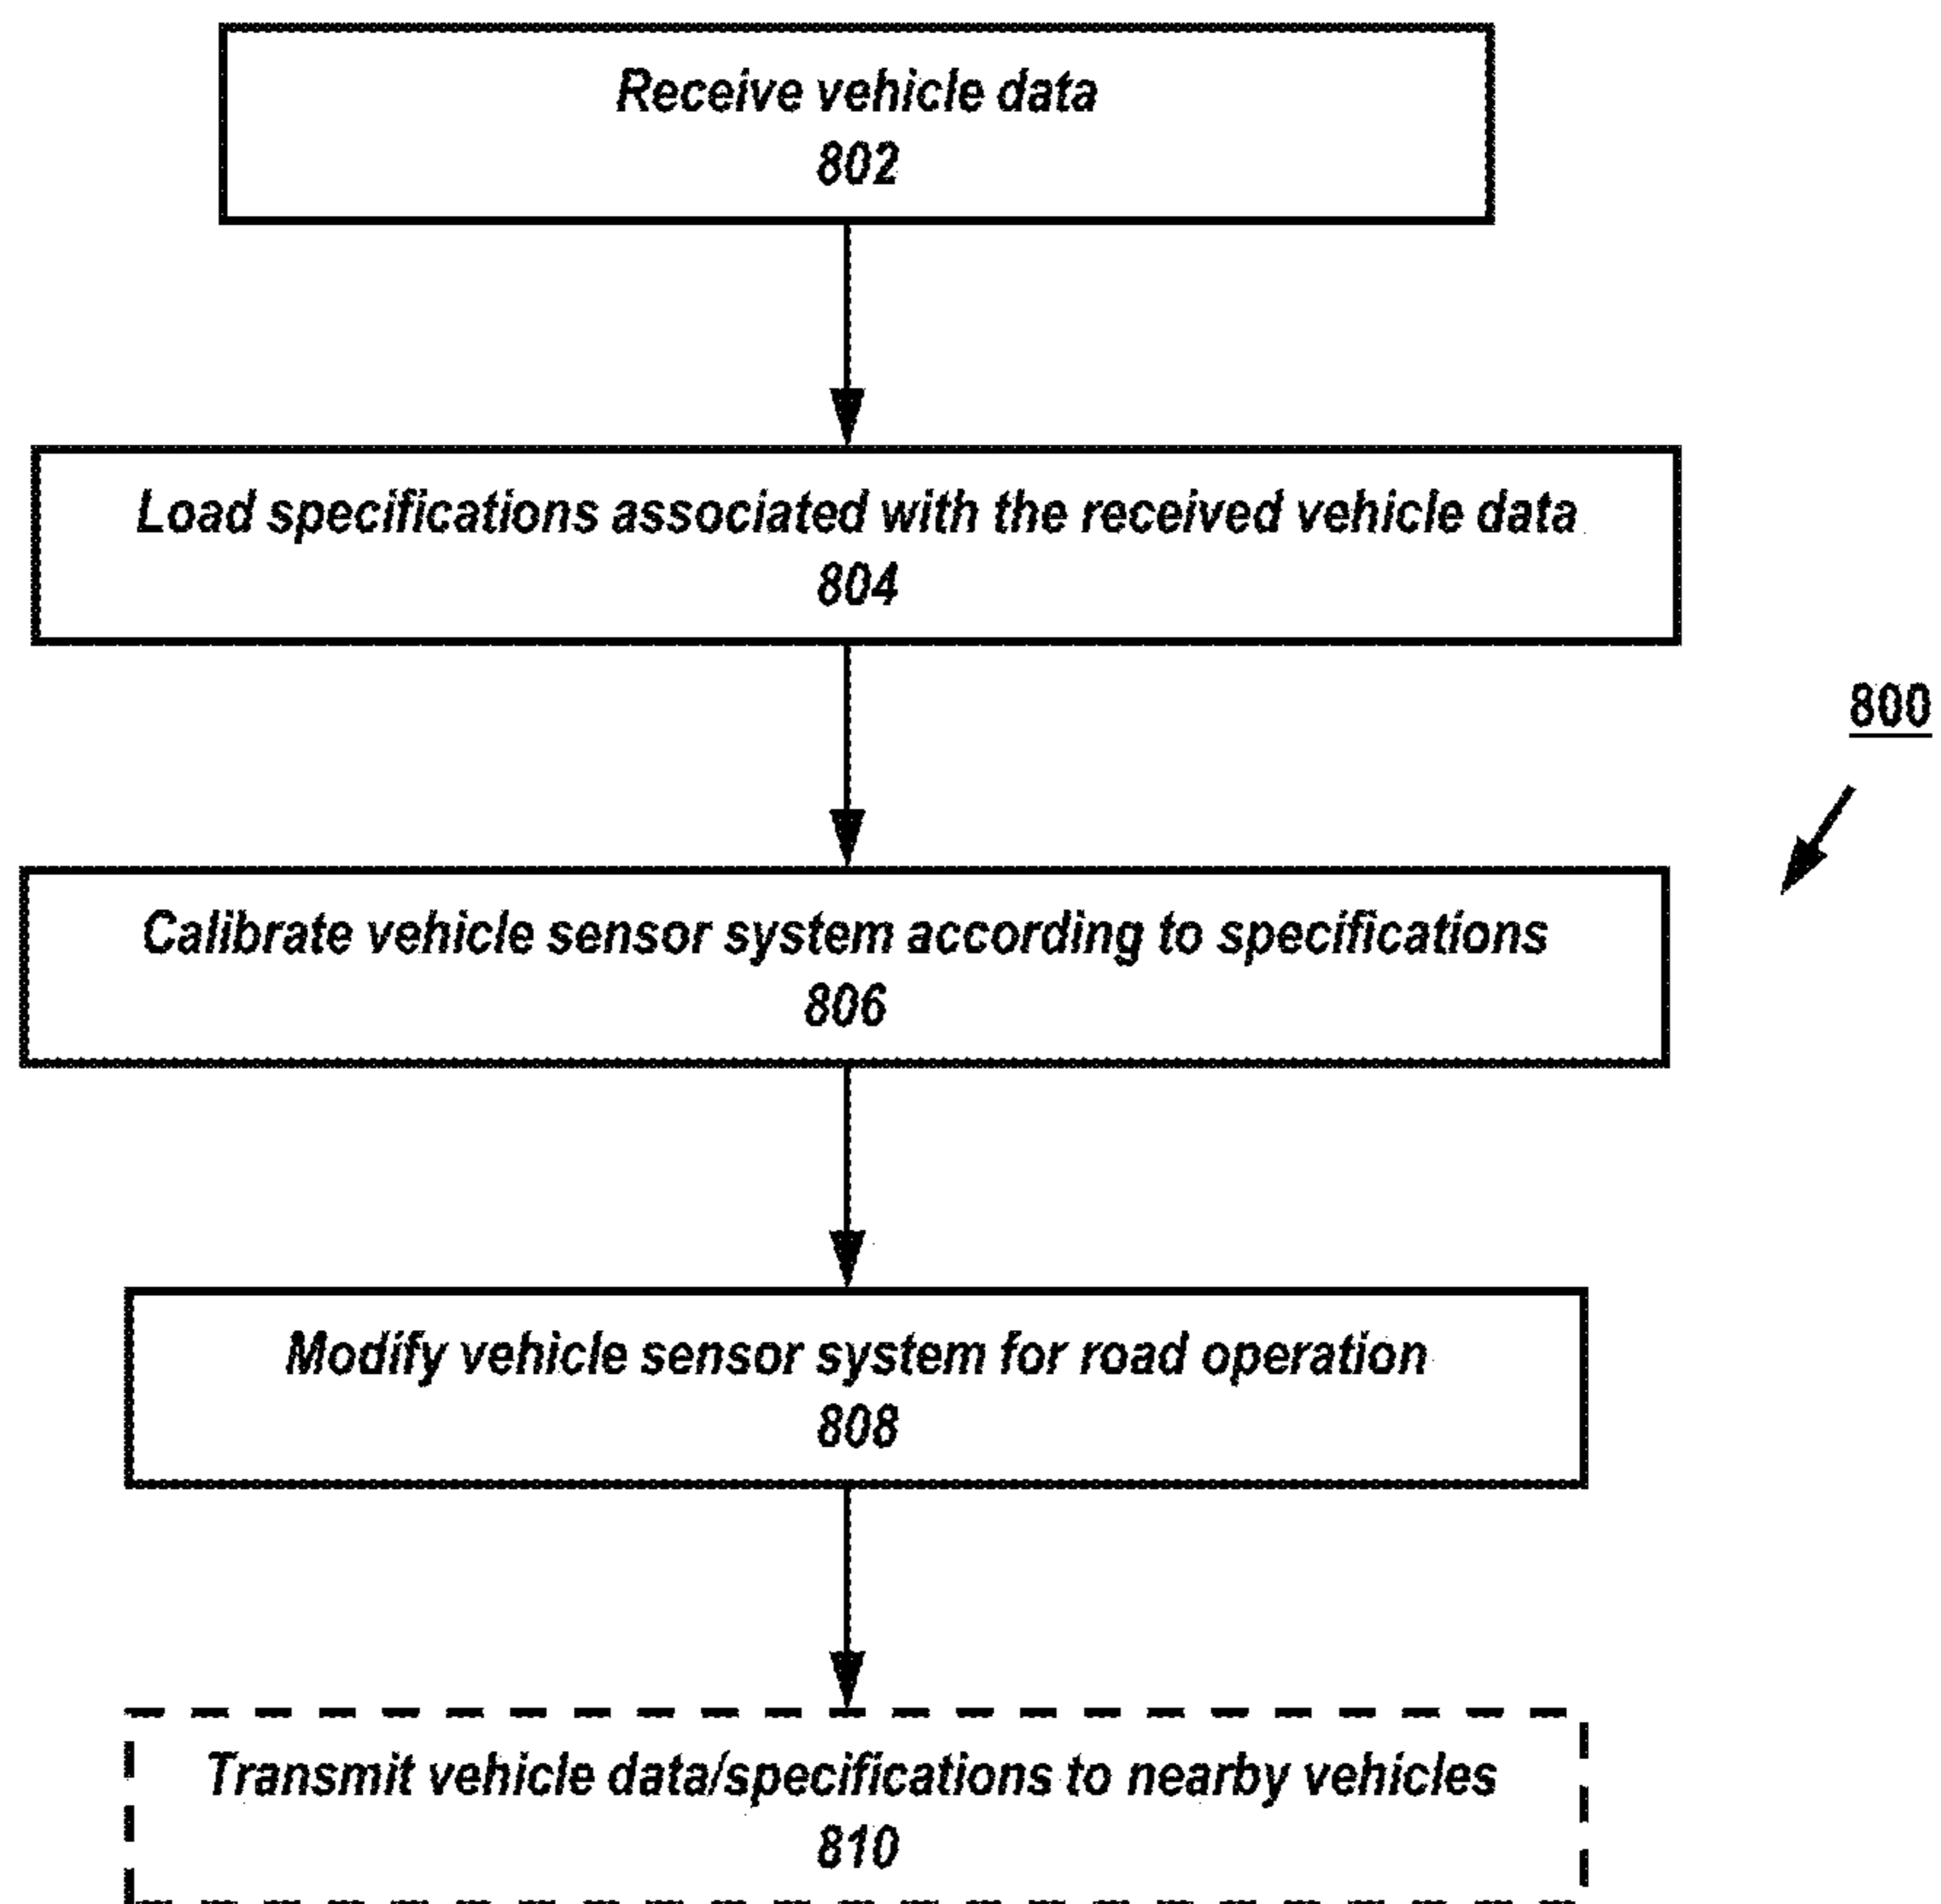 Receive vehicle data
802
Load specifications associated with the received vehicle data
804
800
Calibrate vehicle sensor system according to specifications
806
Modify vehicle sensor system for road operation
808
Transmit vehicle data/specifications to nearby vehicles
810